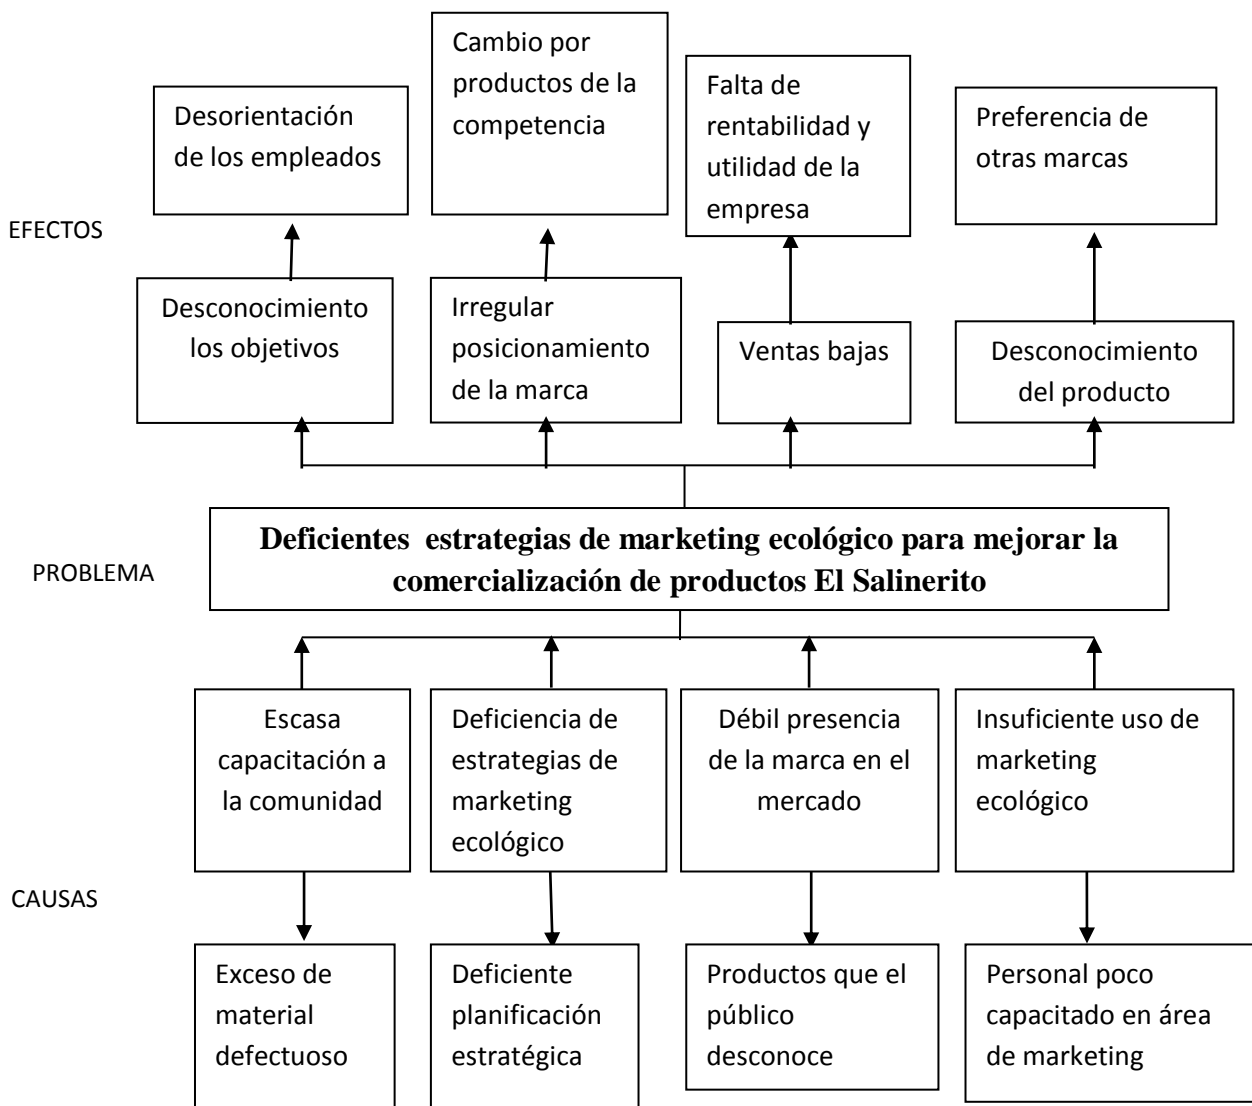 Cambio por
productos de la
competencia
Falta de
rentabilidad y
utilidad de la
empresa
Desorientación
de los empleados
Preferencia de
otras marcas
EFECTOS
Desconocimiento
los objetivos
Irregular
posicionamiento
de la marca
Ventas bajas
Desconocimiento
del producto
PROBLEMA
Deficientes estrategias de marketing ecológico para mejorar la
comercialización de productos El Salinerito
Escasa
capacitación a
la comunidad
Deficiencia de
estrategias de
marketing
ecológico
Débil presencia
de la marca en el
mercado
Insuficiente uso de
marketing
ecológico
CAUSAS
Exceso de
material
defectuoso
Deficiente
planificación
estratégica
Productos que el
público
desconoce
Personal poco
capacitado en área
de marketing